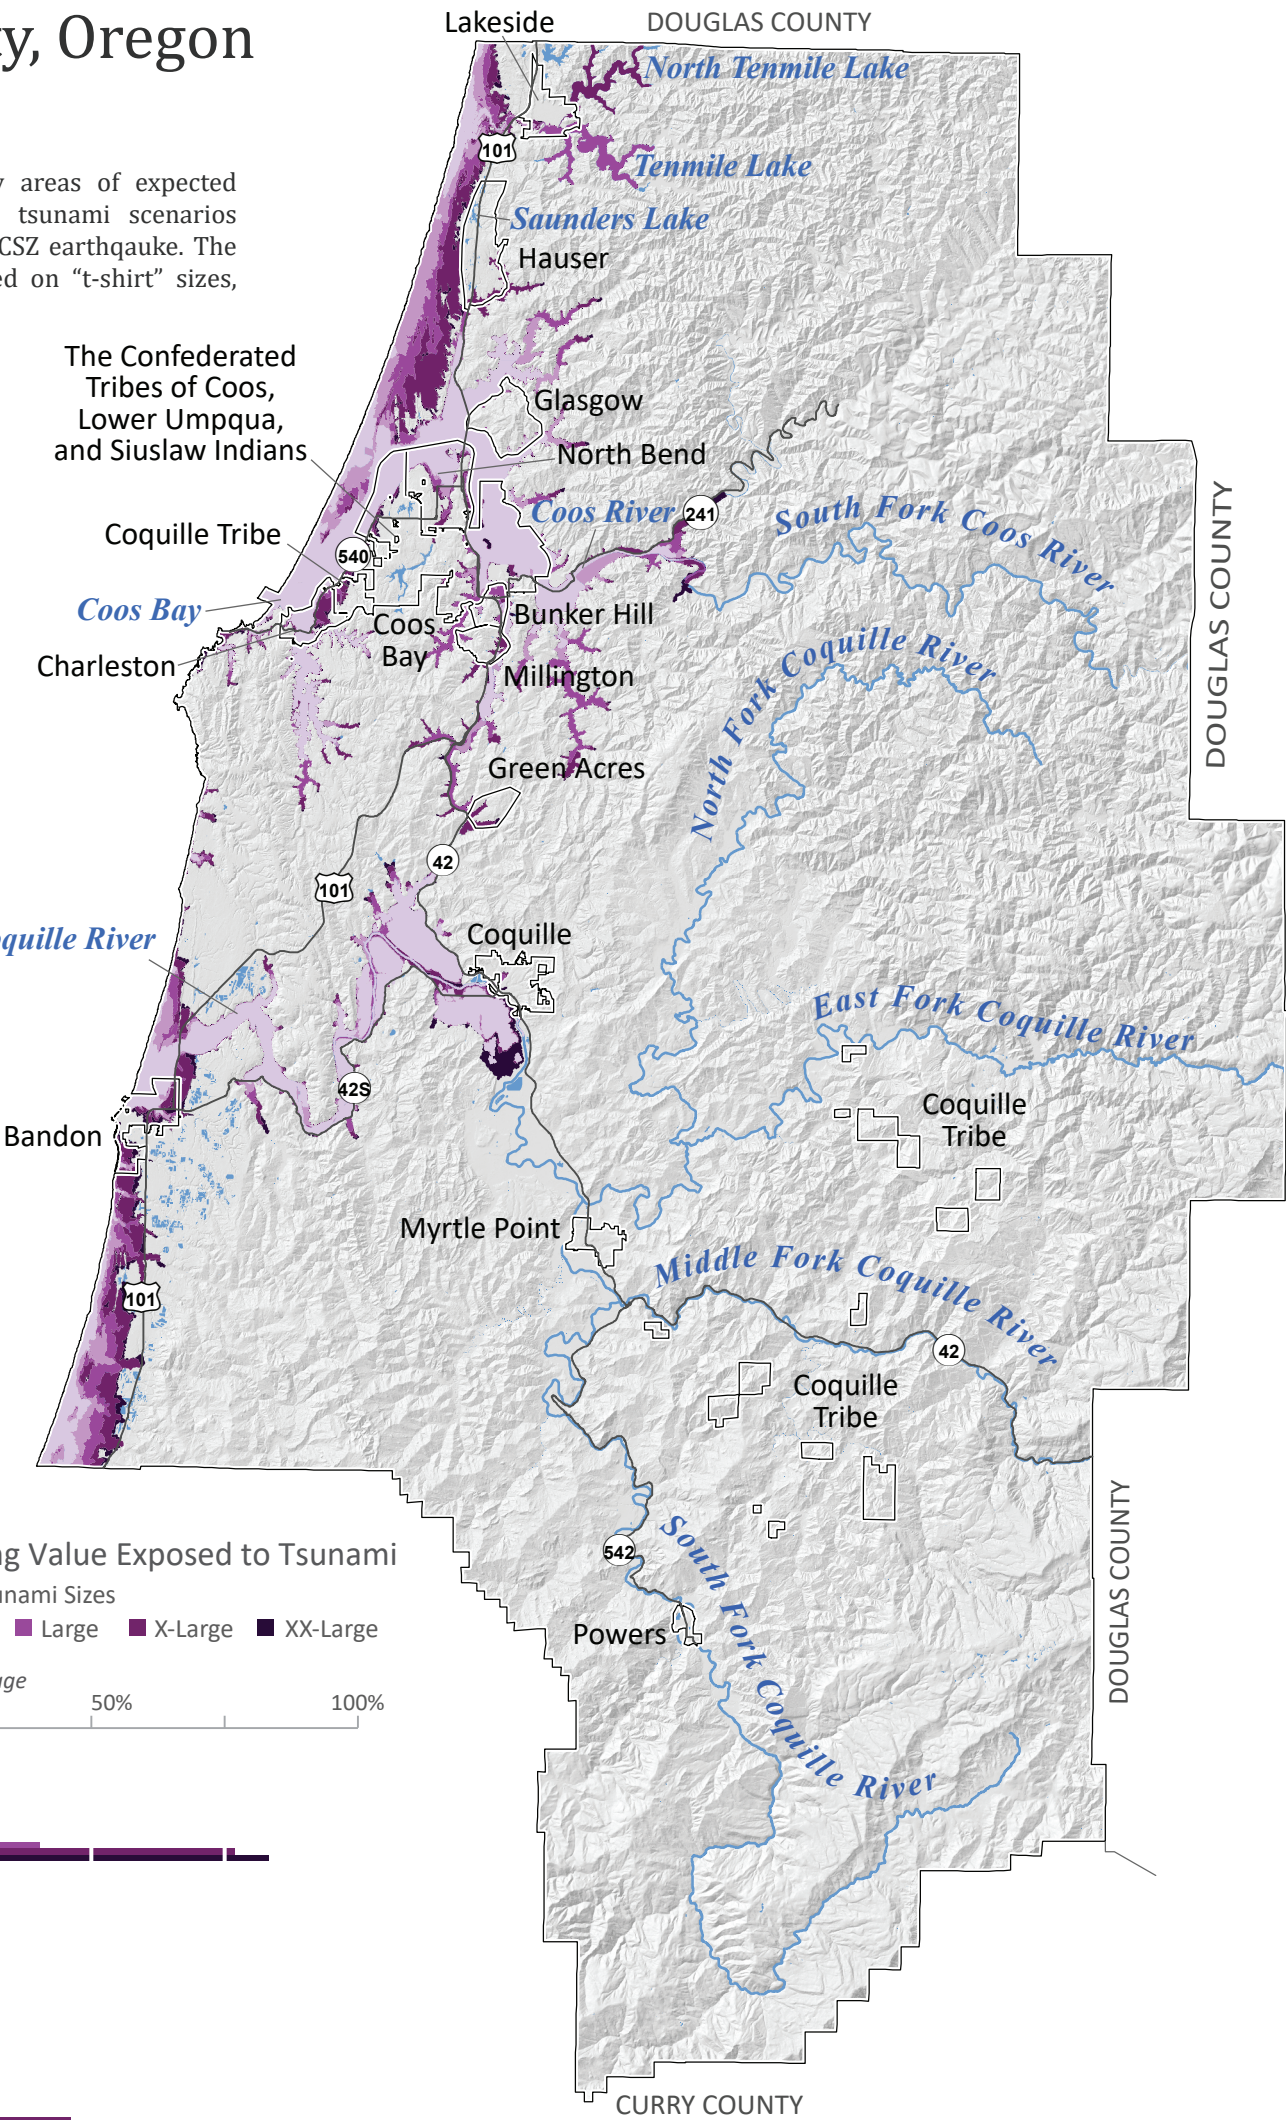 y, Oregon
y areas of expected
tsunami scenarios
CSZ earthqauke. The
ed on “t-shirt” sizes,
Lakeside
DOUGLAS COUNTY
North Tenmile Lake
101
Tenmile Lake
Saunders Lake
Hauser
The Confederated
Tribes of Coos,
Lower Umpqua,
and Siuslaw Indians
Glasgow
North Bend
Coos River
241
South Fork Coos River
DOUGLAS COUNTY
Coquille Tribe
540
Coos Bay
Bunker Hill
Coos
Bay
Charleston
Millington
North Fork Coquille River
Green Acres
42
101
Coquille
quille River
East Fork Coquille River
42S
Coquille
Tribe
Bandon
Myrtle Point
Middle Fork Coquille River
101
42
Coquille
Tribe
DOUGLAS COUNTY
ng Value Exposed to Tsunami
unami Sizes
Large
X-Large
XX-Large
542
South Fork Coquille River
Powers
ge
50%
100%
CURRY COUNTY